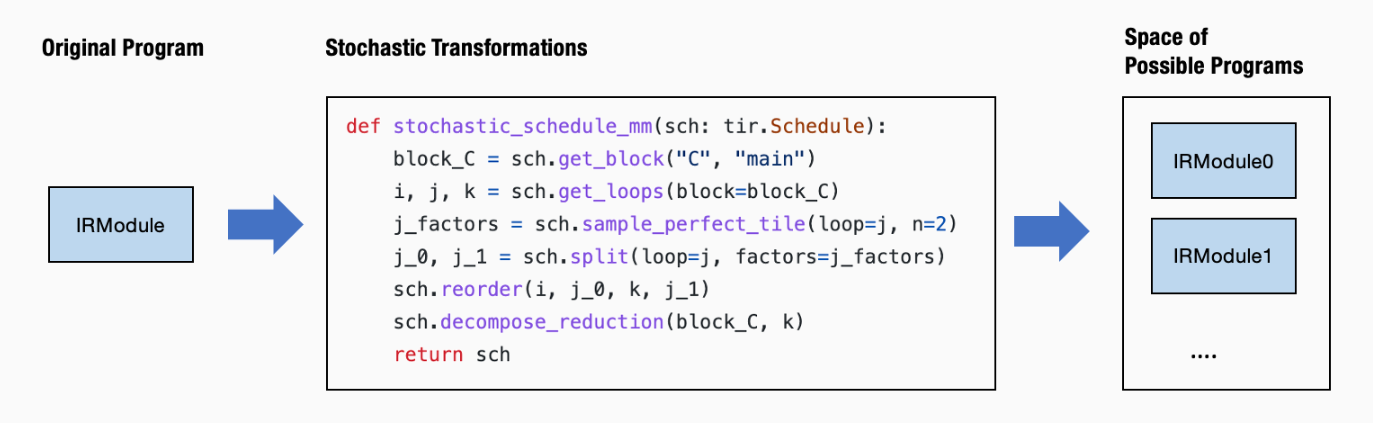 Original Program
Stochastic Transformations
Space of
Possible Programs
IRModule
def stochastic_schedule_mm(sch: tir.Schedule):
    block_C = sch.get_block("C", "main")
    i, j, k = sch.get_loops(block=block_C)
    j_factors = sch.sample_perfect_tile(loop=j, n=2)
    j_0, j_1 = sch.split(loop=j, factors=j_factors)
    sch.reorder(i, j_0, k, j_1)
    sch.decompose_reduction(block_C, k)
    return sch
IRModule0
IRModule1
....